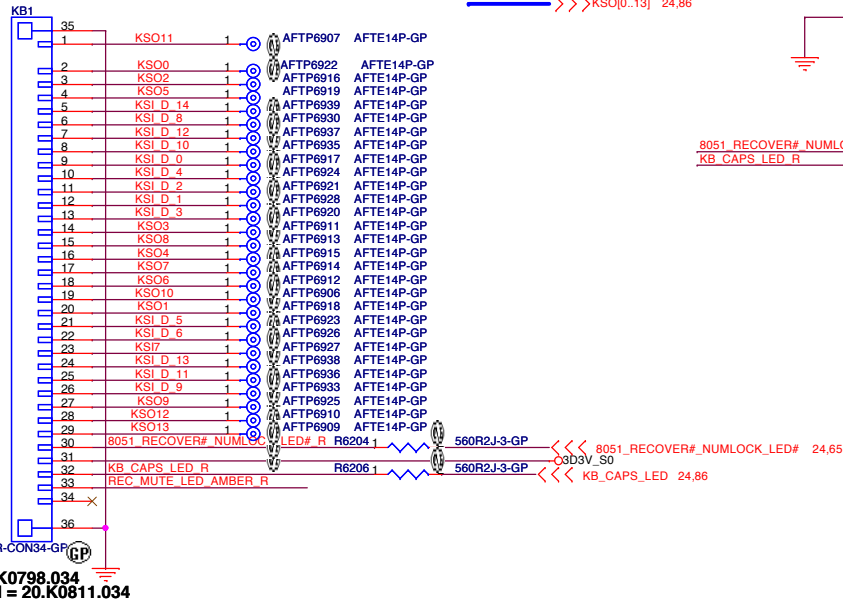 KB1
KSO[0..13] 24,86
35
1 KSO11 1 AFTP6907 AFTE14P-GP
2 KSO0 1 AFTP6922 AFTE14P-GP
3 KSO2 1 AFTP6916 AFTE14P-GP
4 KSO5 1 AFTP6919 AFTE14P-GP
5 KSI_D_14 1 AFTP6939 AFTE14P-GP
6 KSI_D_8 1 AFTP6930 AFTE14P-GP
7 KSI_D_12 1 AFTP6937 AFTE14P-GP
8 KSI_D_10 1 AFTP6935 AFTE14P-GP
9 KSI_D_0 1 AFTP6917 AFTE14P-GP
10 KSI_D_4 1 AFTP6924 AFTE14P-GP
11 KSI_D_2 1 AFTP6921 AFTE14P-GP
12 KSI_D_1 1 AFTP6928 AFTE14P-GP
13 KSI_D_3 1 AFTP6920 AFTE14P-GP
14 KSO3 1 AFTP6911 AFTE14P-GP
15 KSO8 1 AFTP6913 AFTE14P-GP
16 KSO4 1 AFTP6915 AFTE14P-GP
17 KSO7 1 AFTP6914 AFTE14P-GP
18 KSO6 1 AFTP6912 AFTE14P-GP
19 KSO10 1 AFTP6906 AFTE14P-GP
20 KSO1 1 AFTP6918 AFTE14P-GP
21 KSI_D_5 1 AFTP6923 AFTE14P-GP
22 KSI_D_6 1 AFTP6926 AFTE14P-GP
23 KSI7 1 AFTP6927 AFTE14P-GP
24 KSI_D_13 1 AFTP6938 AFTE14P-GP
25 KSI_D_11 1 AFTP6936 AFTE14P-GP
26 KSI_D_9 1 AFTP6933 AFTE14P-GP
27 KSO9 1 AFTP6925 AFTE14P-GP
28 KSO12 1 AFTP6910 AFTE14P-GP
29 KSO13 1 AFTP6909 AFTE14P-GP
30 8051_RECOVER#_NUMLOCK_LED#_R R6204 1 560R2J-3-GP 8051_RECOVER#_NUMLOCK_LED# 24,65
31 3D3V_S0
32 KB_CAPS_LED_R R6206 1 560R2J-3-GP KB_CAPS_LED 24,86
33 REC_MUTE_LED_AMBER_R
34
36
8051_RECOVER#_NUMLO
KB_CAPS_LED_R
R-CON34-GP
GP
K0798.034
= 20.K0811.034